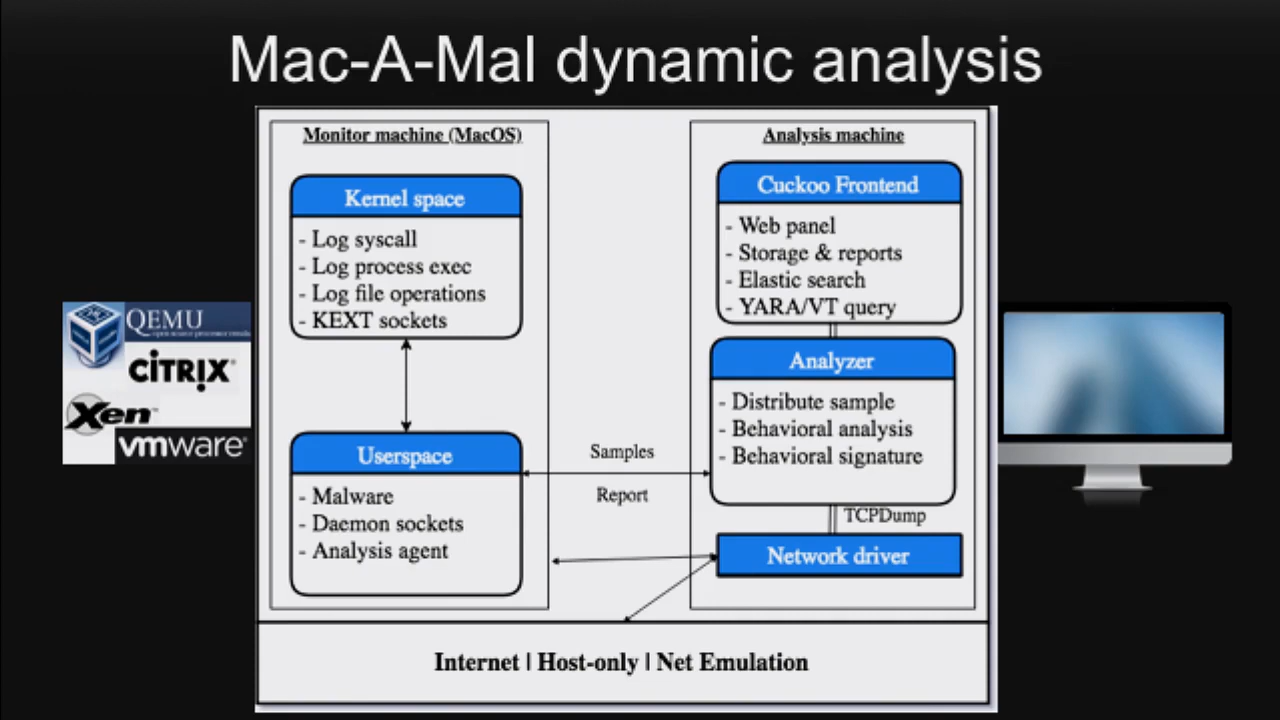 Mac-A-Mal dynamic analysis
Monitor machine (MacOS)
Kernel space
- Log syscall
- Log process exec
- Log file operations
- KEXT sockets
Userspace
- Malware
- Daemon sockets
- Analysis agent
Samples
Report
Analysis machine
Cuckoo Frontend
- Web panel
- Storage & reports
- Elastic search
- YARA/VT query
Analyzer
- Distribute sample
- Behavioral analysis
- Behavioral signature
TCPDump
Network driver
Internet | Host-only | Net Emulation
QEMU
CİTRIX®
Xen™
vmware®